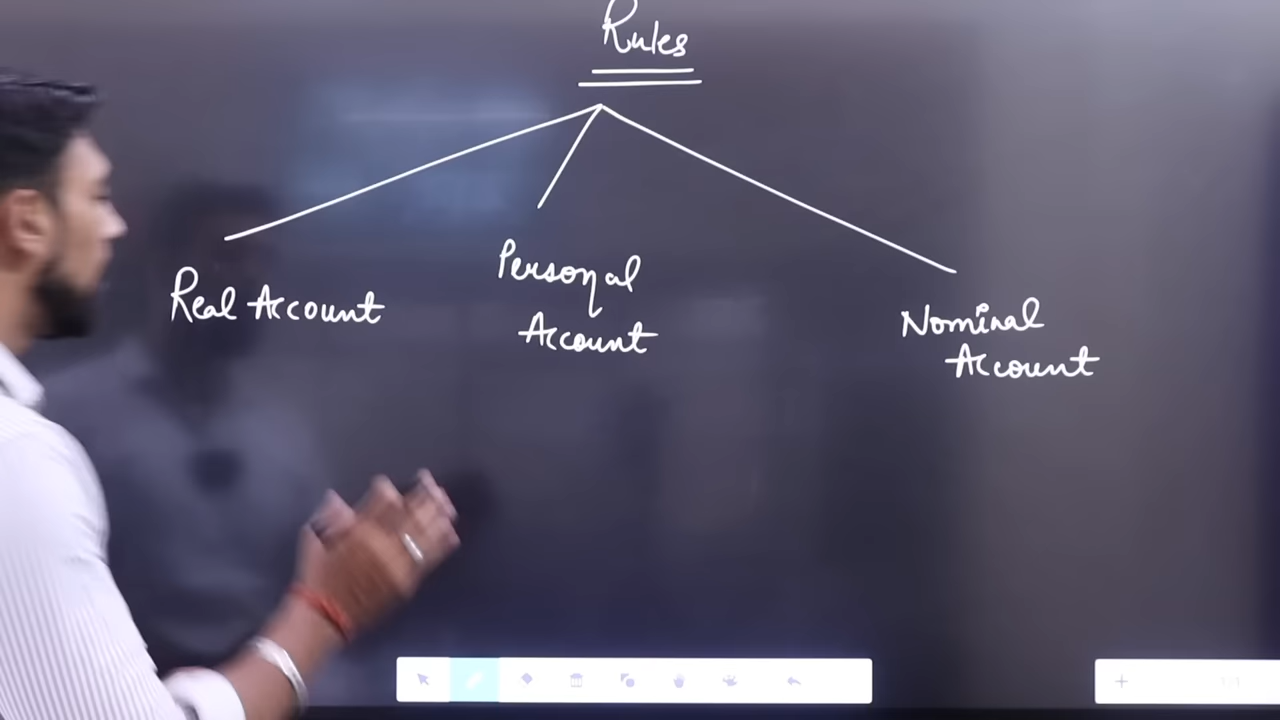 Rules
Real Account
Personal
Account
Nominal
Account